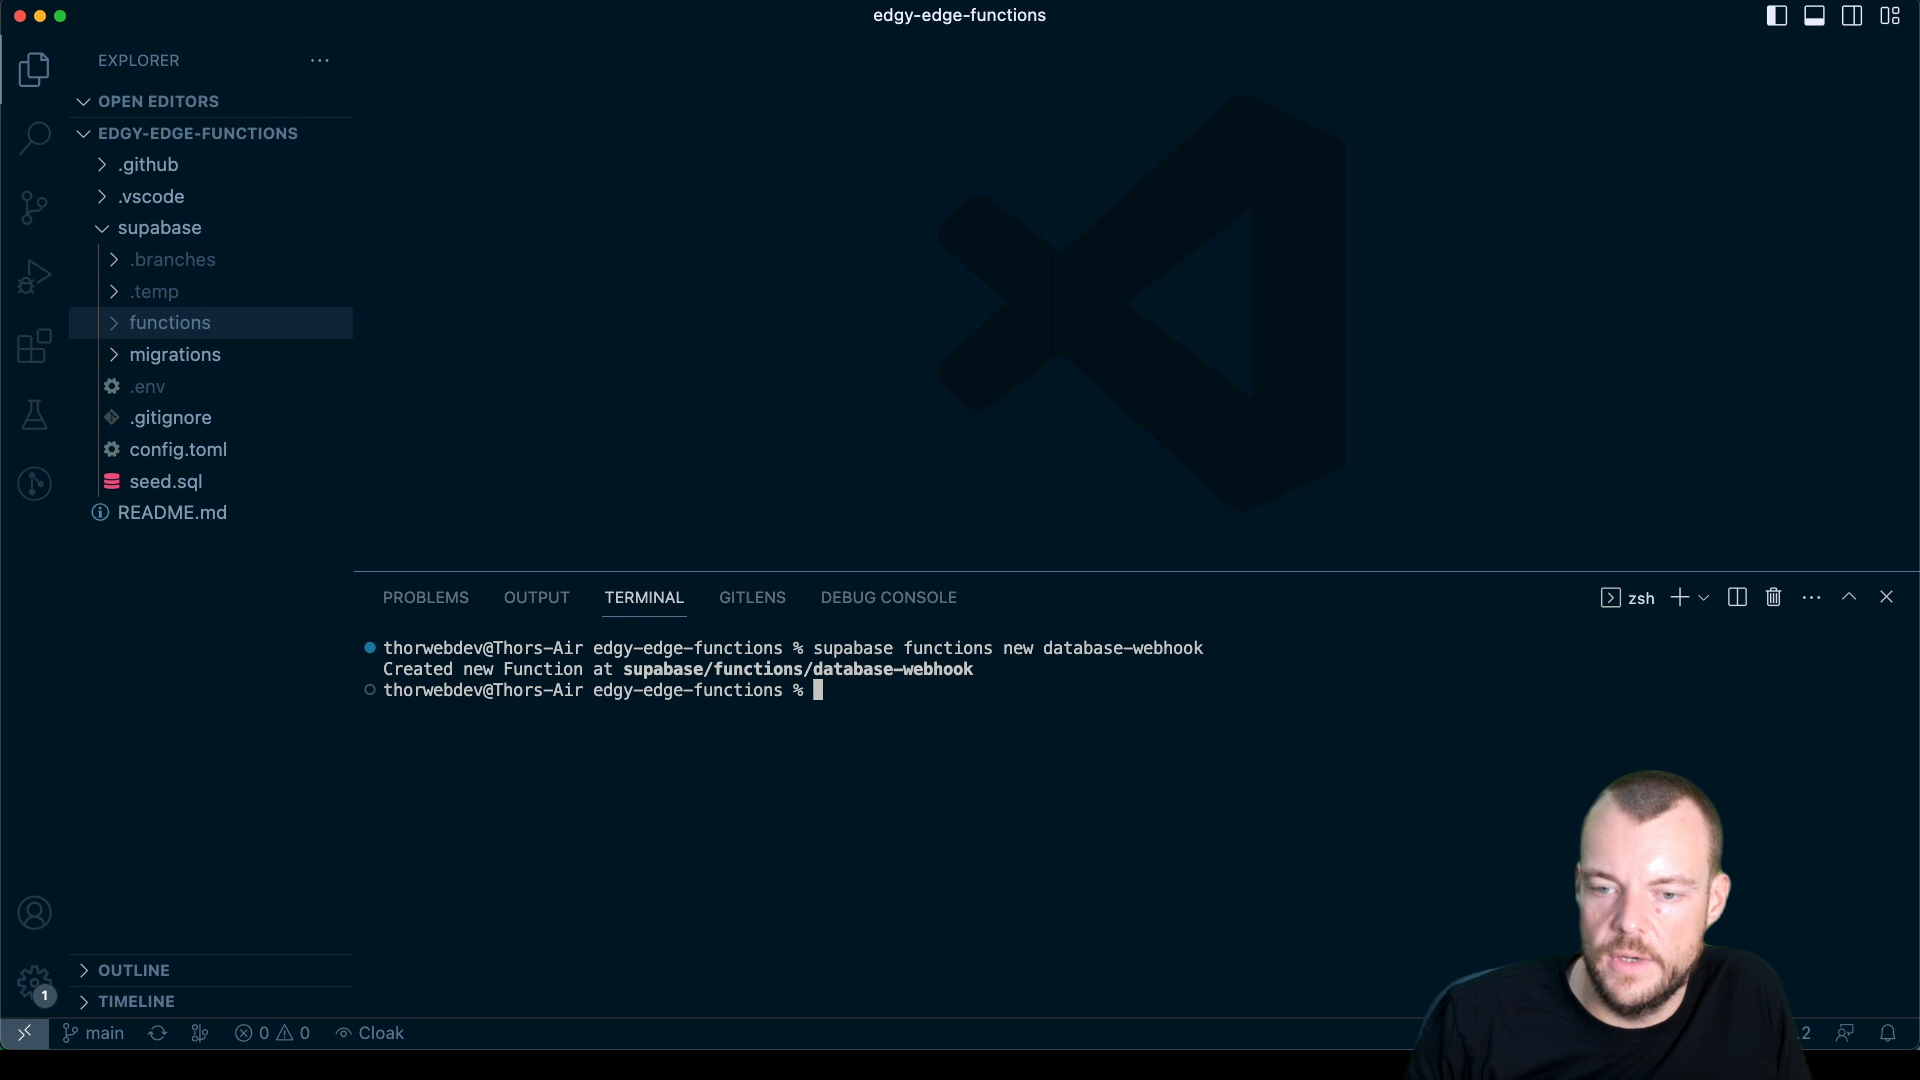 edgy-edge-functions
EXPLORER
OPEN EDITORS
EDGY-EDGE-FUNCTIONS
.github
.vscode
supabase
.branches
.temp
functions
migrations
.env
.gitignore
config.toml
seed.sql
README.md
PROBLEMS OUTPUT TERMINAL GITLENS DEBUG CONSOLE
zsh
thorwebdev@Thors-Air edgy-edge-functions % supabase functions new database-webhook
Created new Function at supabase/functions/database-webhook
thorwebdev@Thors-Air edgy-edge-functions %
OUTLINE
1
TIMELINE
main 0 0 Cloak
.2